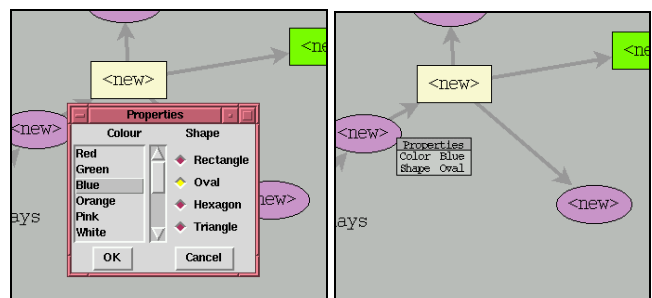 <new>
<ne
<new>
Properties
Colour Shape
Red
Green
Blue
Orange
Pink
White
Rectangle
Oval
Hexagon
Triangle
OK Cancel
new>
ays
<new>
<ne
<new>
Properties
Color Blue
Shape Oval
<new>
ays